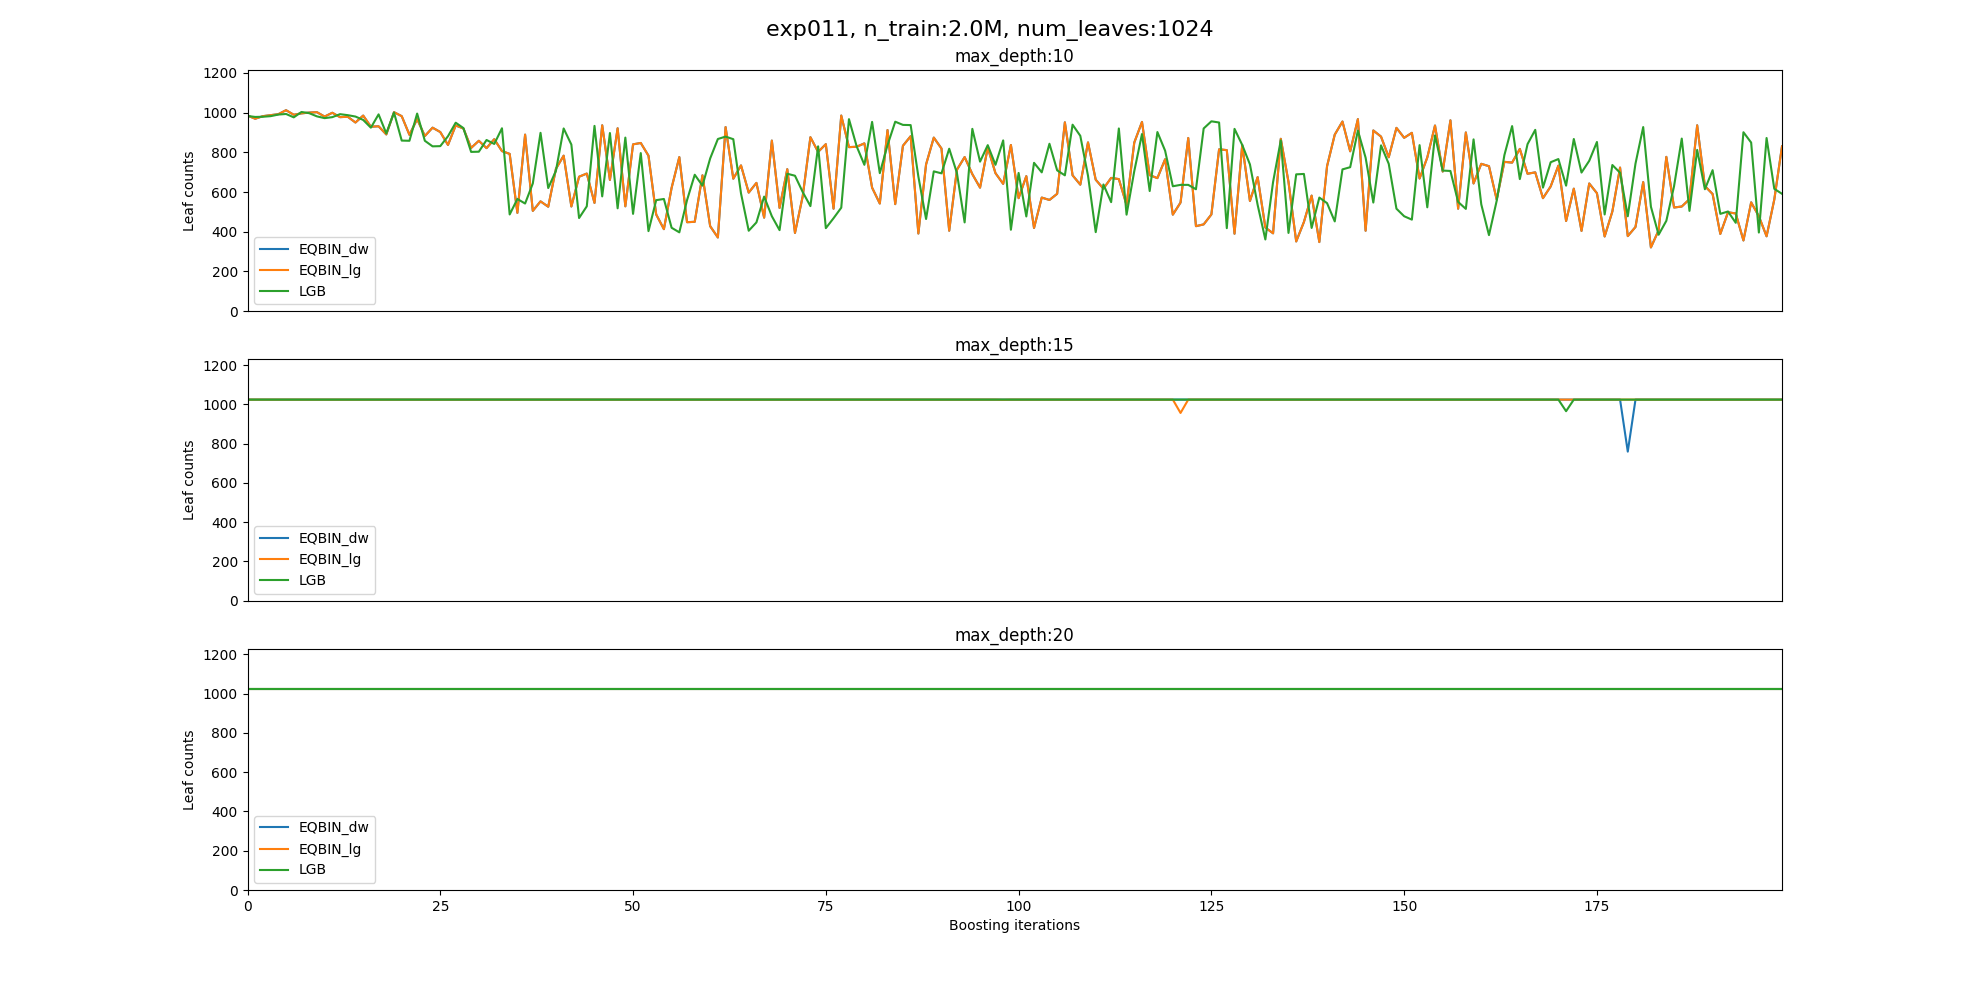 exp011, n_train:2.0M, num_leaves:1024
max_depth:10
1200
1000
800
600
400
200
0
Leaf counts
EQBIN_dw
EQBIN_lg
LGB
max_depth:15
1200
1000
800
600
400
200
0
Leaf counts
EQBIN_dw
EQBIN_lg
LGB
max_depth:20
1200
1000
800
600
400
200
0
Leaf counts
EQBIN_dw
EQBIN_lg
LGB
0 25 50 75 100 125 150 175
Boosting iterations